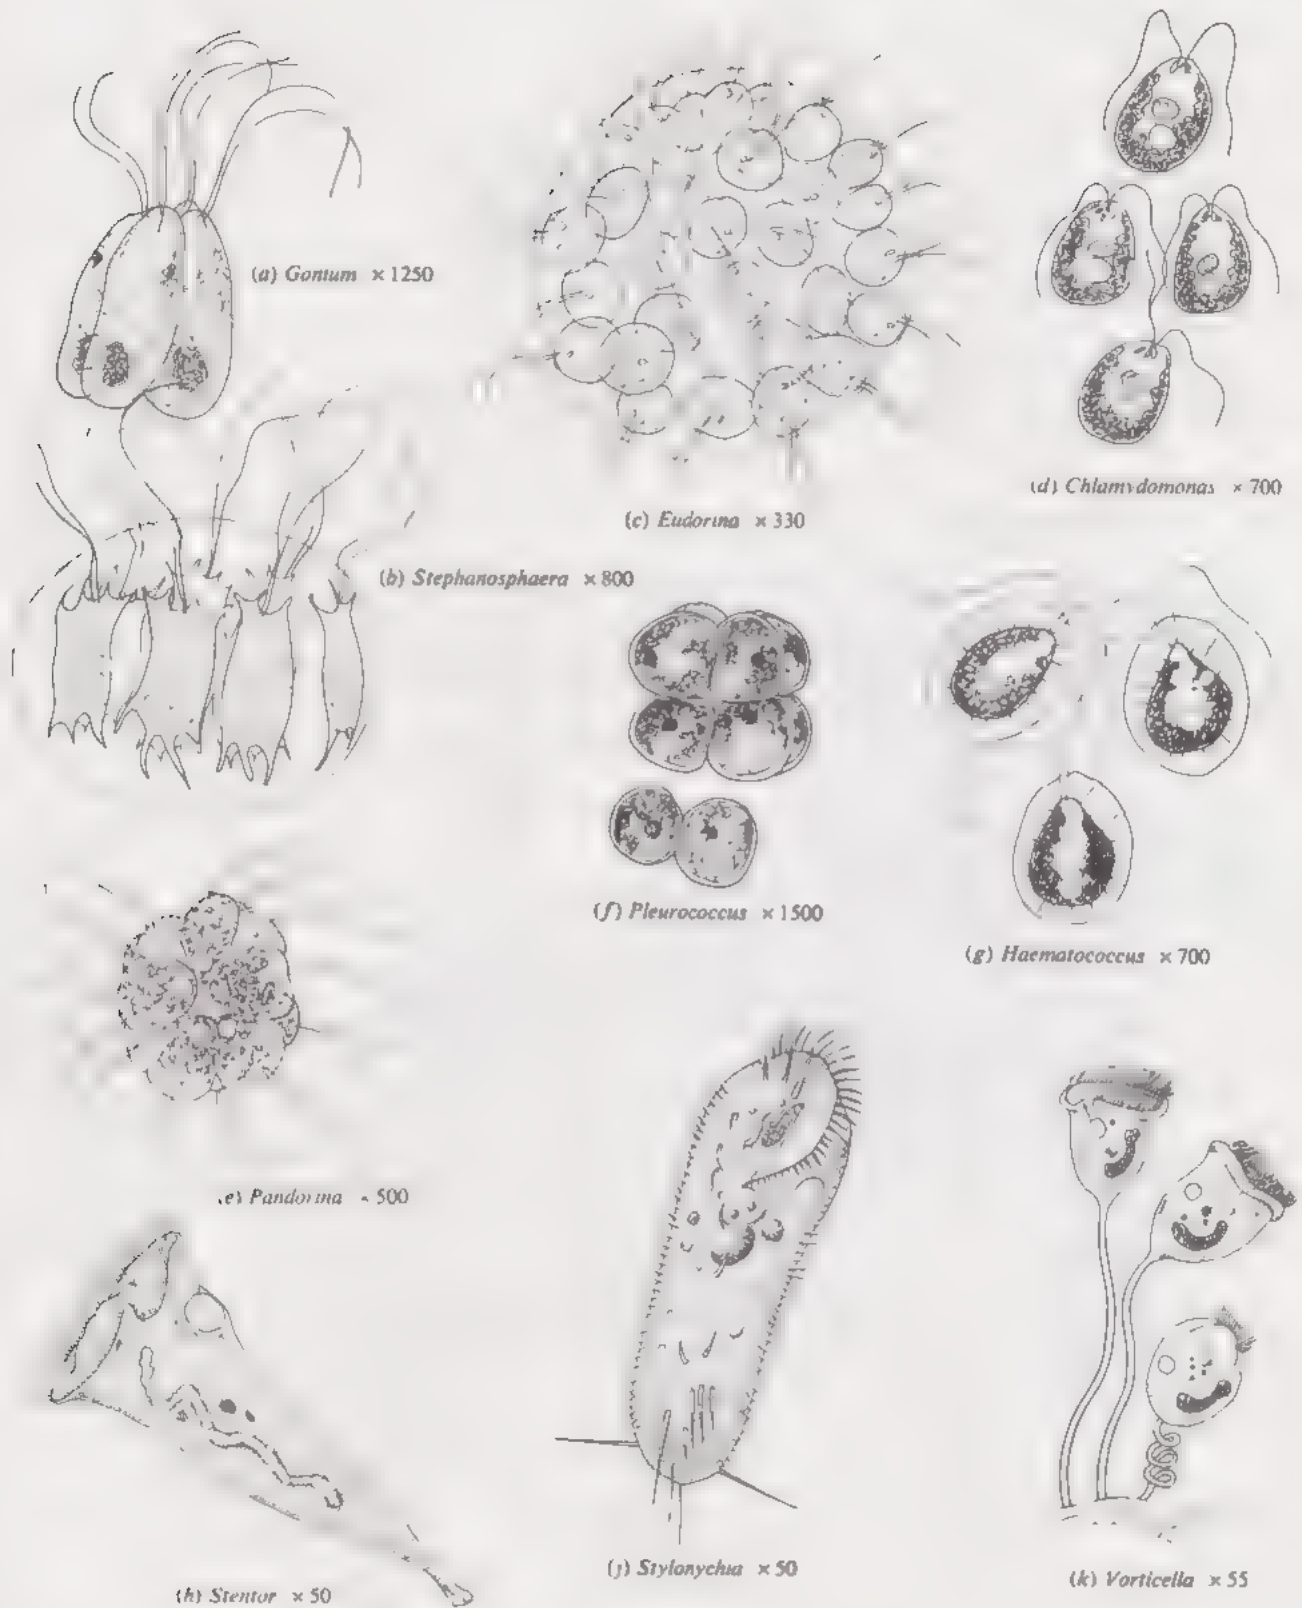 (a) Gonium × 1250
(b) Stephanosphaera × 800
(c) Eudorina × 330
(d) Chlamydomonas × 700
(e) Pandorina × 500
(f) Pleurococcus × 1500
(g) Haematococcus × 700
(h) Stentor × 50
(j) Stylonychia × 50
(k) Vorticella × 55